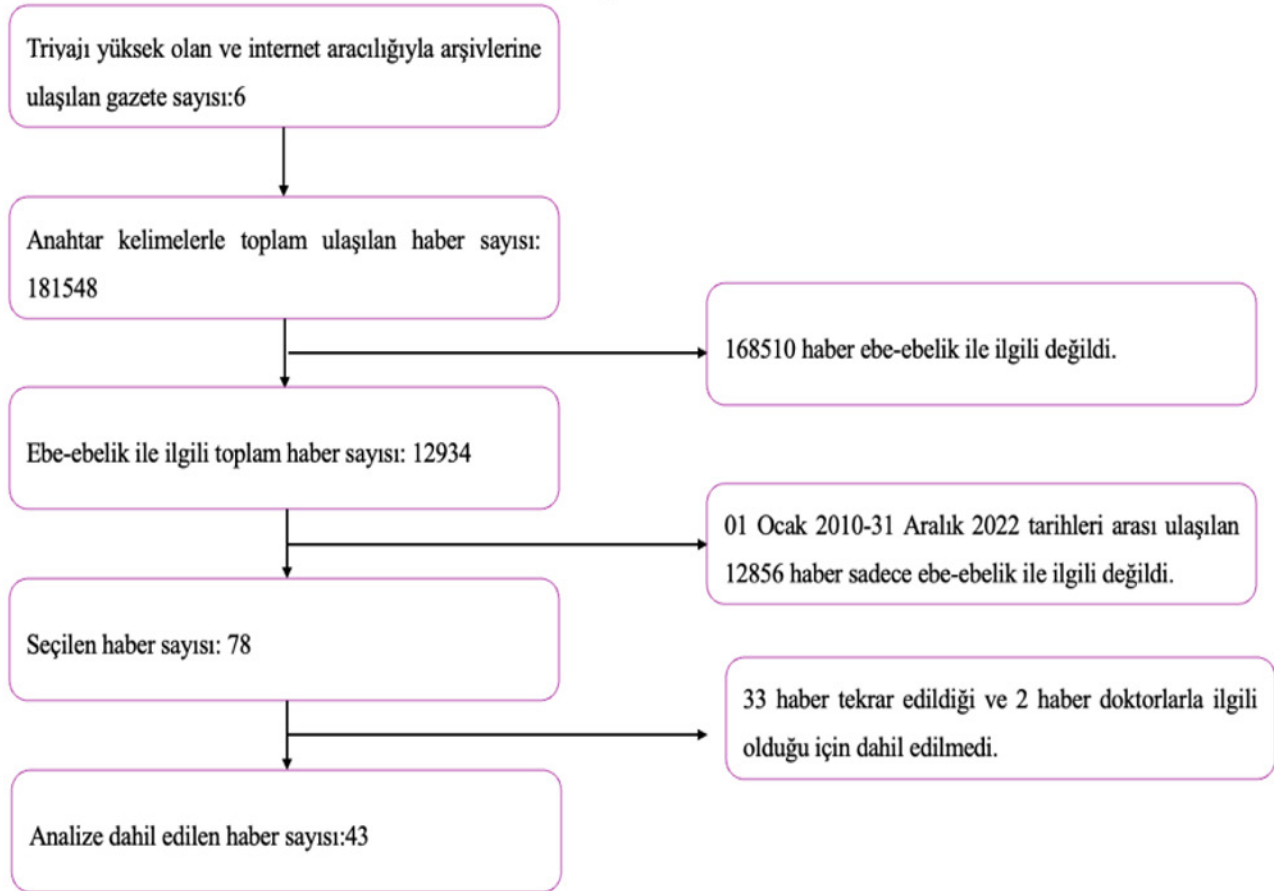 Trivajı yüksek olan ve internet aracılığıyla arşivlerine
ulaşılan gazete sayısı:6
Anahtar kelimelerle toplam ulaşılan haber sayısı:
181548
168510 haber ebe-ebelik ile ilgili değildi.
Ebe-ebelik ile ilgili toplam haber sayısı: 12934
01 Ocak 2010-31 Aralık 2022 tarihleri arası ulaşılan
12856 haber sadece ebe-ebelik ile ilgili değildi.
Seçilen haber sayısı: 78
33 haber tekrar edildiği ve 2 haber doktorlarla ilgili
olduğu için dahil edilmedi.
Analize dahil edilen haber sayısı:43